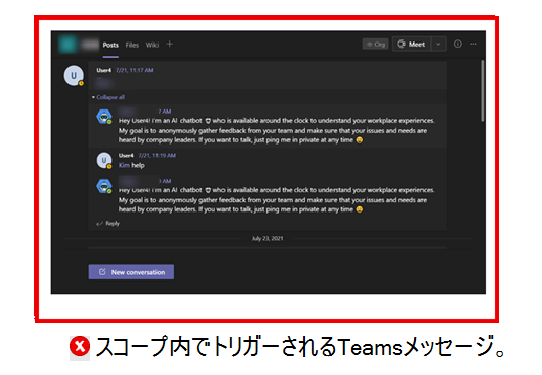 Posts Files Wiki +
Org Meet
User4 7/21, 11:17 AM
Collapse all
7 AM
Hey User4! I'm an AI chatbot who is available around the clock to understand your workplace experiences.
My goal is to anonymously gather feedback from your team and make sure that your issues and needs are
heard by company leaders. If you want to talk, just ping me in private at any time
User4 7/21, 11:19 AM
Kim help
AM
Hey User4! I'm an AI chatbot who is available around the clock to understand your workplace experiences.
My goal is to anonymously gather feedback from your team and make sure that your issues and needs are
heard by company leaders. If you want to talk, just ping me in private at any time
Reply
July 23, 2021
New conversation
スコープ内でトリガーされるTeamsメッセージ。